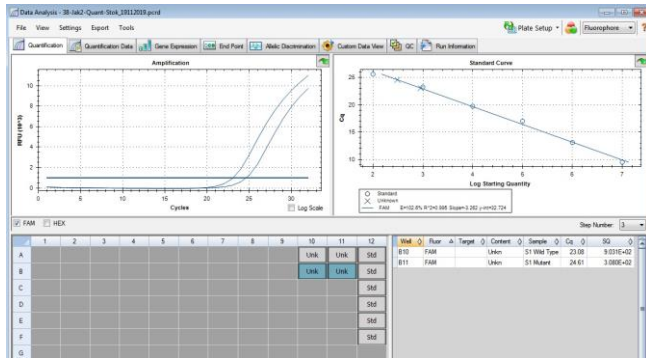 Data Analysis - 38-Jak2-Quant-Stok_10112019.pcrd
File View Settings Export Tools
Plate Setup Fluorophore
Quantification Quantification Data Gene Expression End Point Allelic Discrimination Custom Data View QC Run Information
Amplification
RFU (10^3)
10
8
6
4
2
0
0 5 10 15 20 25 30
Cycles
Log Scale
Standard Curve
Cq
25
20
15
10
2 3 4 5 6 7
Log Starting Quantity
Standard
Unknown
FAM E=102.6% R^2=0.998 Slope=-3.262 y-int=32.724
FAM HEX
Step Number: 3
1 2 3 4 5 6 7 8 9 10 11 12
A Unk Unk Std
B Unk Unk Std
C Std
D Std
E Std
F Std
G
Well Fluor Target Content Sample Cq SQ
B10 FAM Unkn S1 Wild Type 23.08 9.031E+02
B11 FAM Unkn S1 Mutant 24.61 3.080E+02